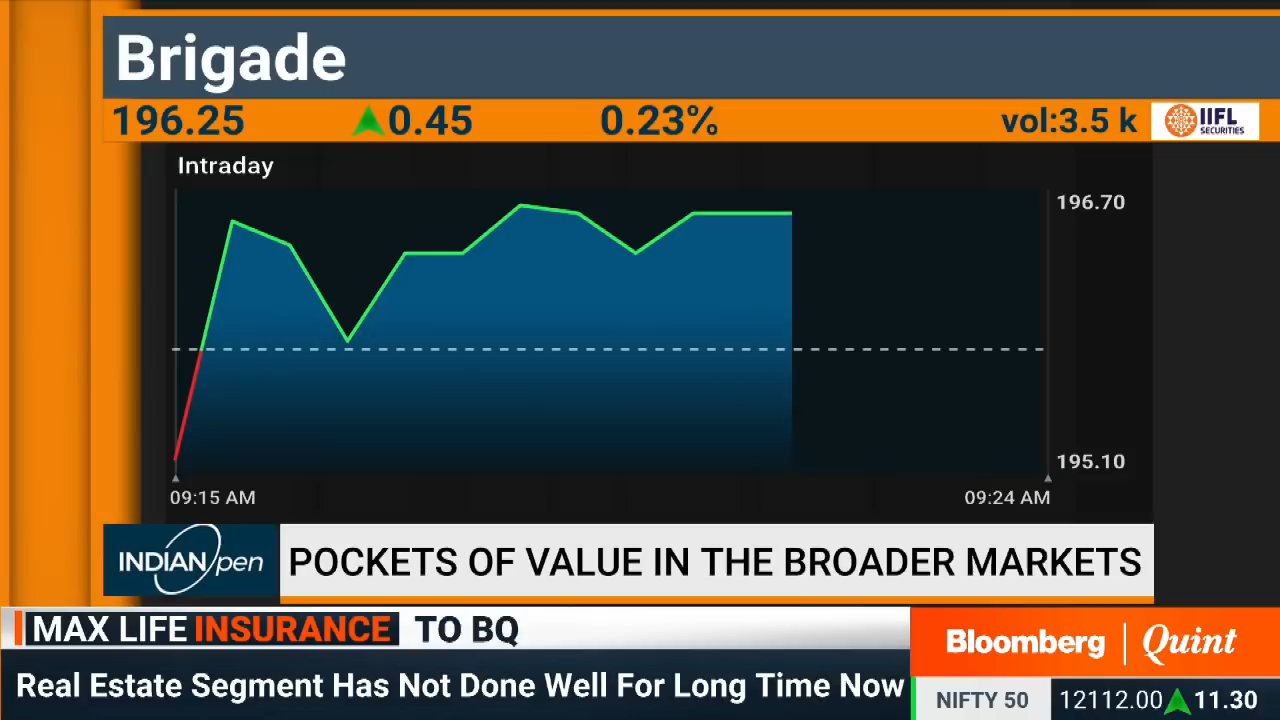 Brigade
196.25 0.45 0.23% vol:3.5 k IIFL SECURITIES
Intraday
196.70
195.10
09:15 AM 09:24 AM
INDIAN Open POCKETS OF VALUE IN THE BROADER MARKETS
MAX LIFE INSURANCE TO BQ
Bloomberg | Quint
Real Estate Segment Has Not Done Well For Long Time Now
NIFTY 50 12112.00 11.30